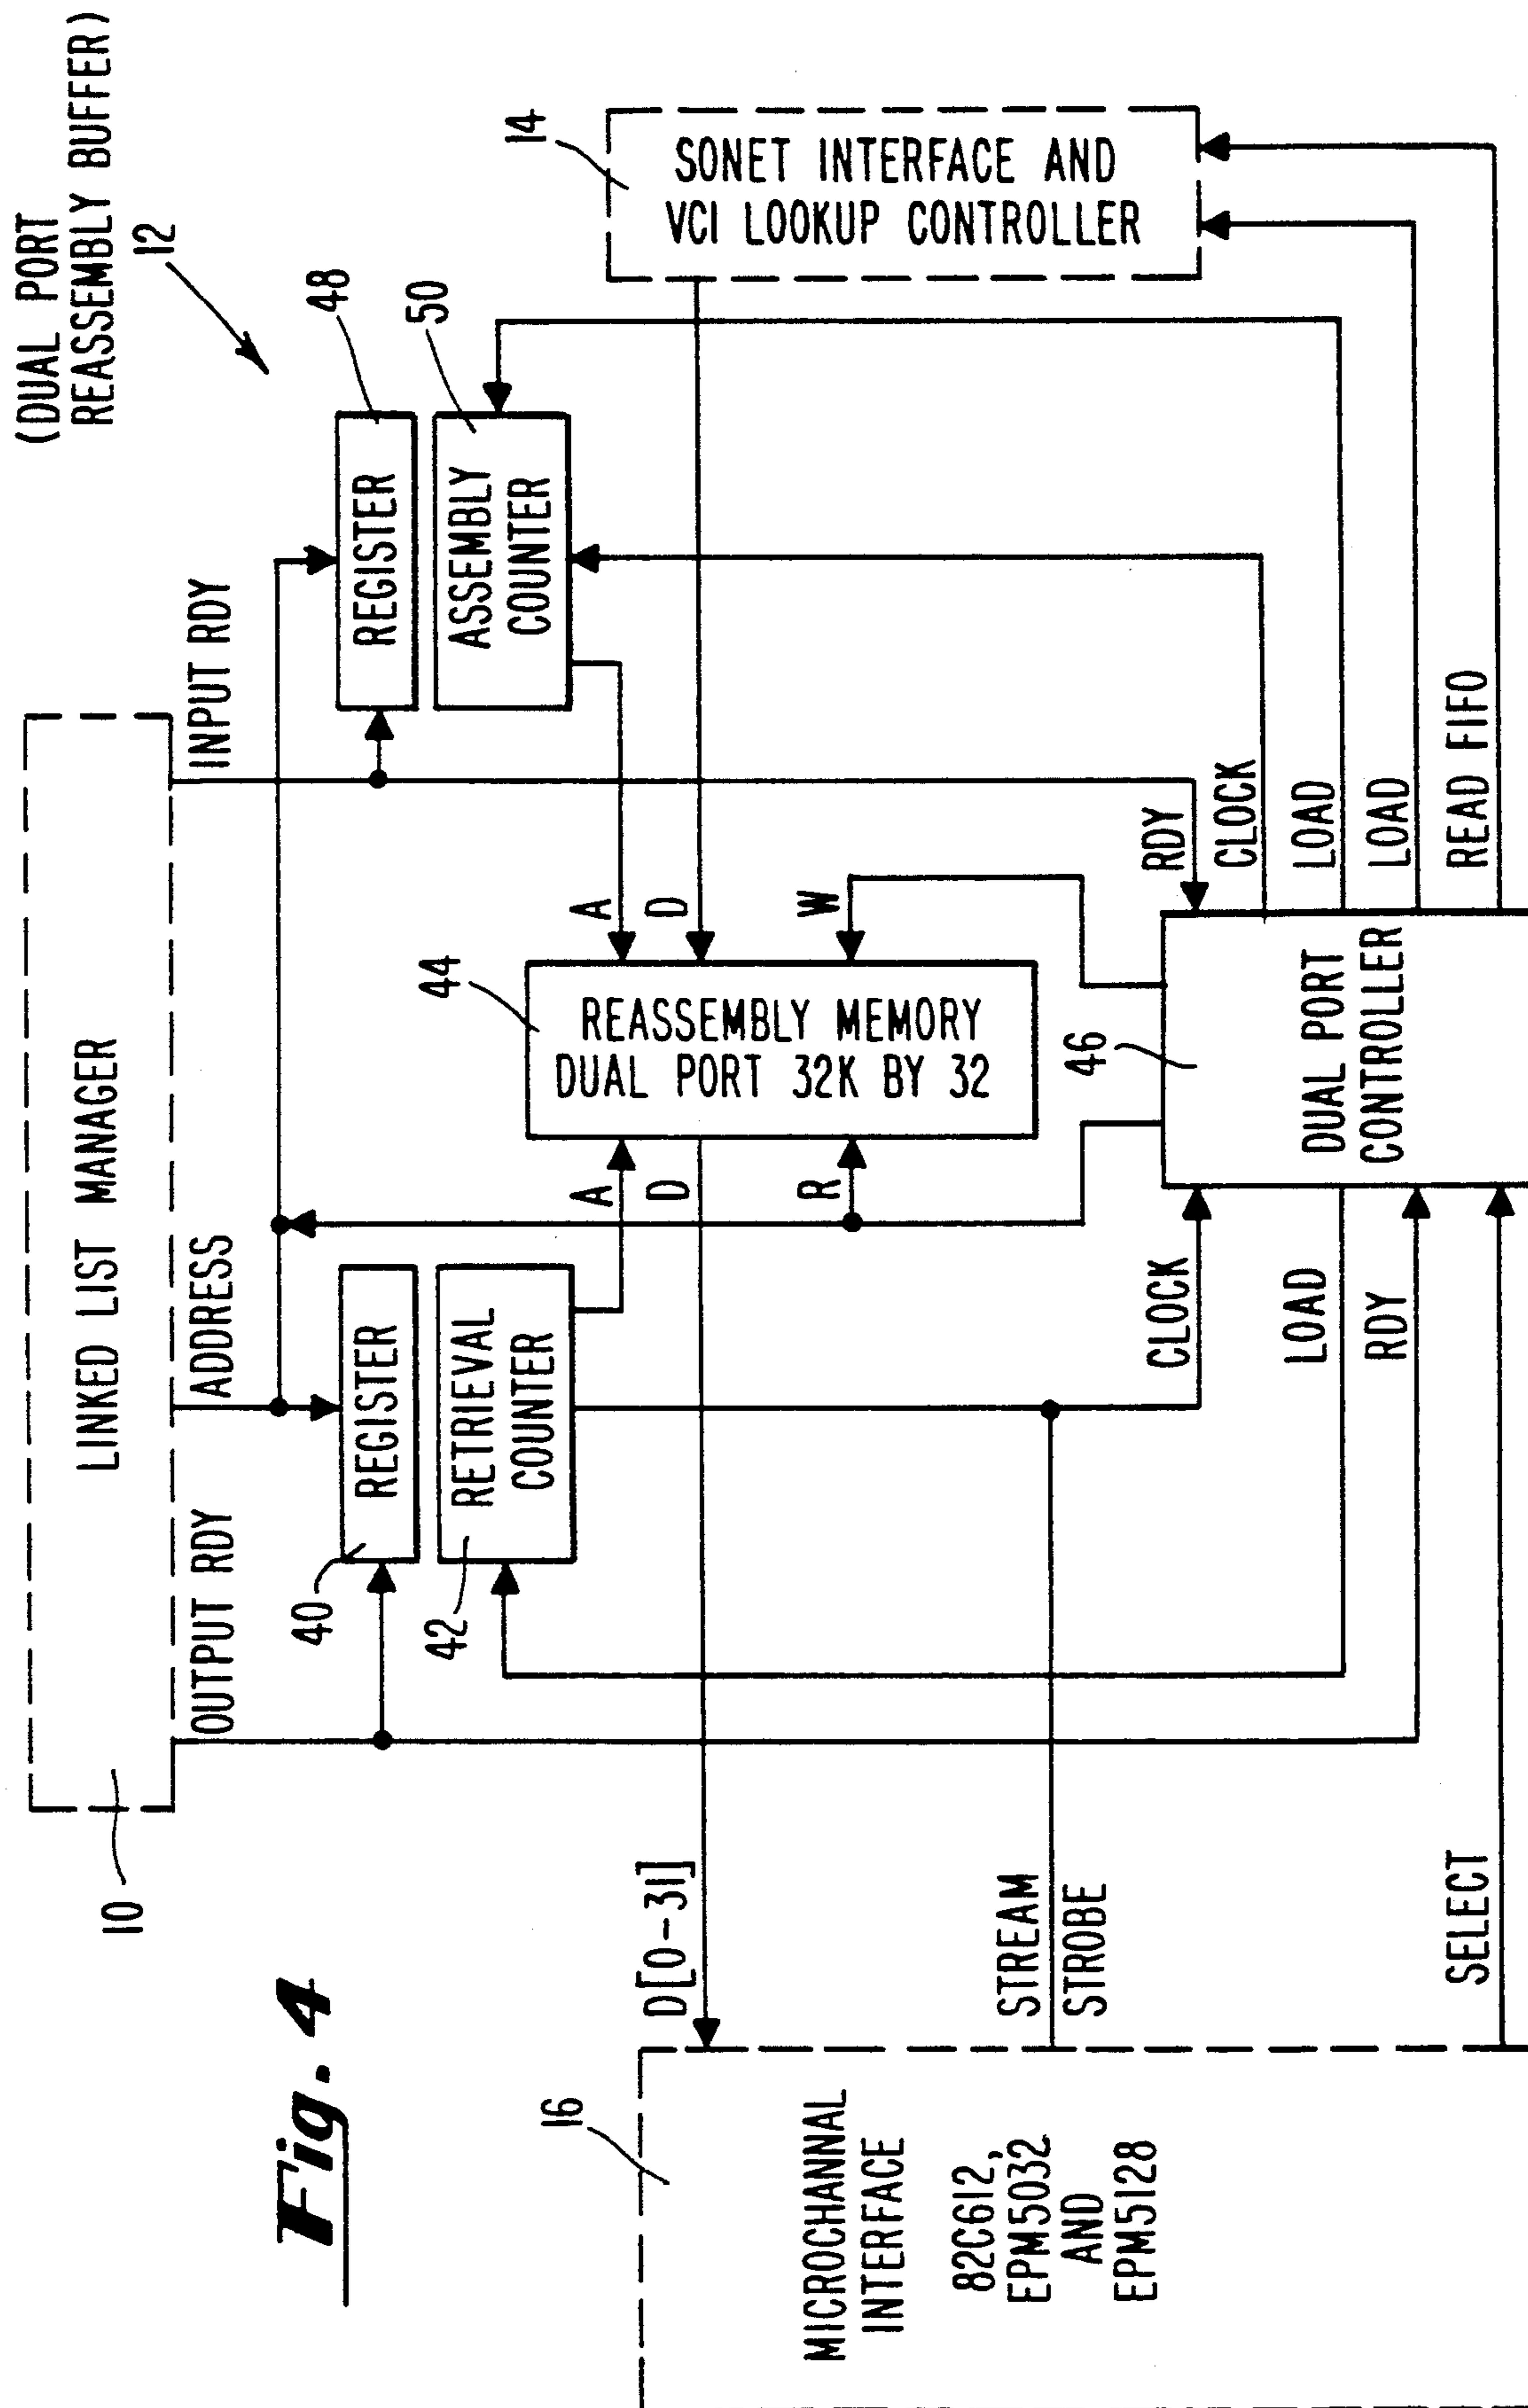 Fig. 4
(DUAL PORT
REASSEMBLY BUFFER)
12
10
LINKED LIST MANAGER
OUTPUT RDY
ADDRESS
INPUT RDY
40
REGISTER
48
REGISTER
42
RETRIEVAL
COUNTER
50
ASSEMBLY
COUNTER
14
SONET INTERFACE AND
VCI LOOKUP CONTROLLER
44
REASSEMBLY MEMORY
DUAL PORT 32K BY 32
A
D
R
A
D
W
16
MICROCHANNAL
INTERFACE
82C612,
EPM5032
AND
EPM5128
D[0-31]
STREAM
STROBE
SELECT
CLOCK
LOAD
RDY
46
DUAL PORT
CONTROLLER
RDY
CLOCK
LOAD
LOAD
READ FIFO